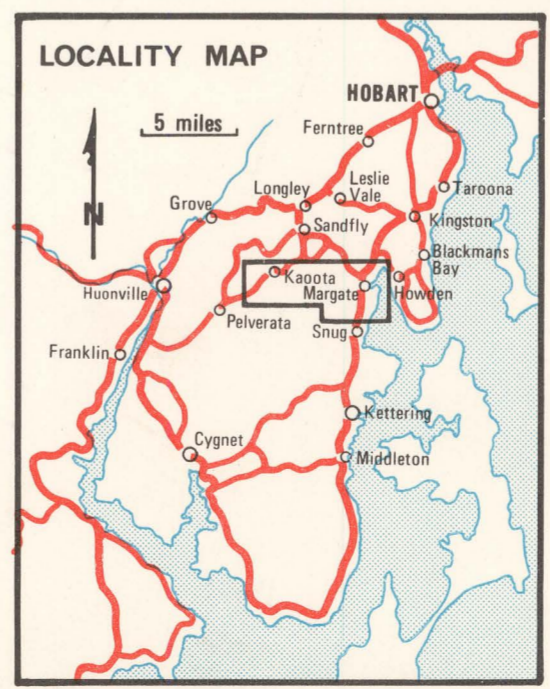 LOCALITY MAP
HOBART
5 miles
Ferntree
Leslie
Vale
Longley
Taroona
Grove
Kingston
Sandfly
N
Blackmans
Bay
Kaoota
Huonville
Margate
Howden
Pelverata
Snug
Franklin
Kettering
Cygnet
Middleton